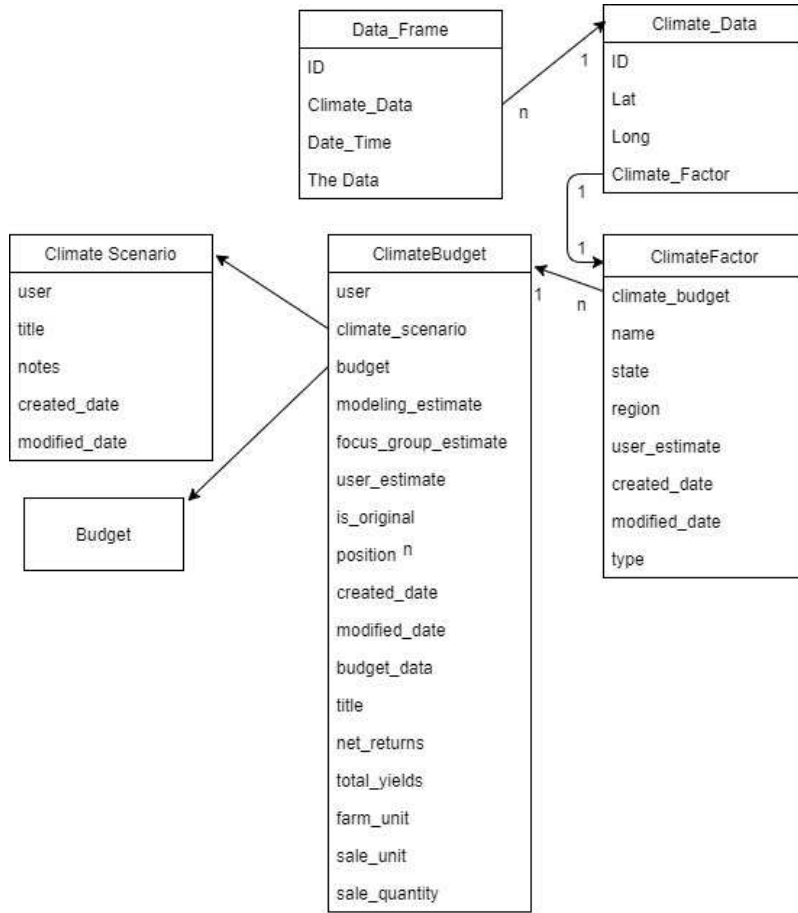 Data_Frame
ID
Climate_Data
Date_Time
The Data
n
1
Climate_Data
ID
Lat
Long
Climate_Factor
1
1
Climate Scenario
user
title
notes
created_date
modified_date
Budget
ClimateBudget
user
climate_scenario
budget
modeling_estimate
focus_group_estimate
user_estimate
is_original
position n
created_date
modified_date
budget_data
title
net_returns
total_yields
farm_unit
sale_unit
sale_quantity
1
n
ClimateFactor
climate_budget
name
state
region
user_estimate
created_date
modified_date
type